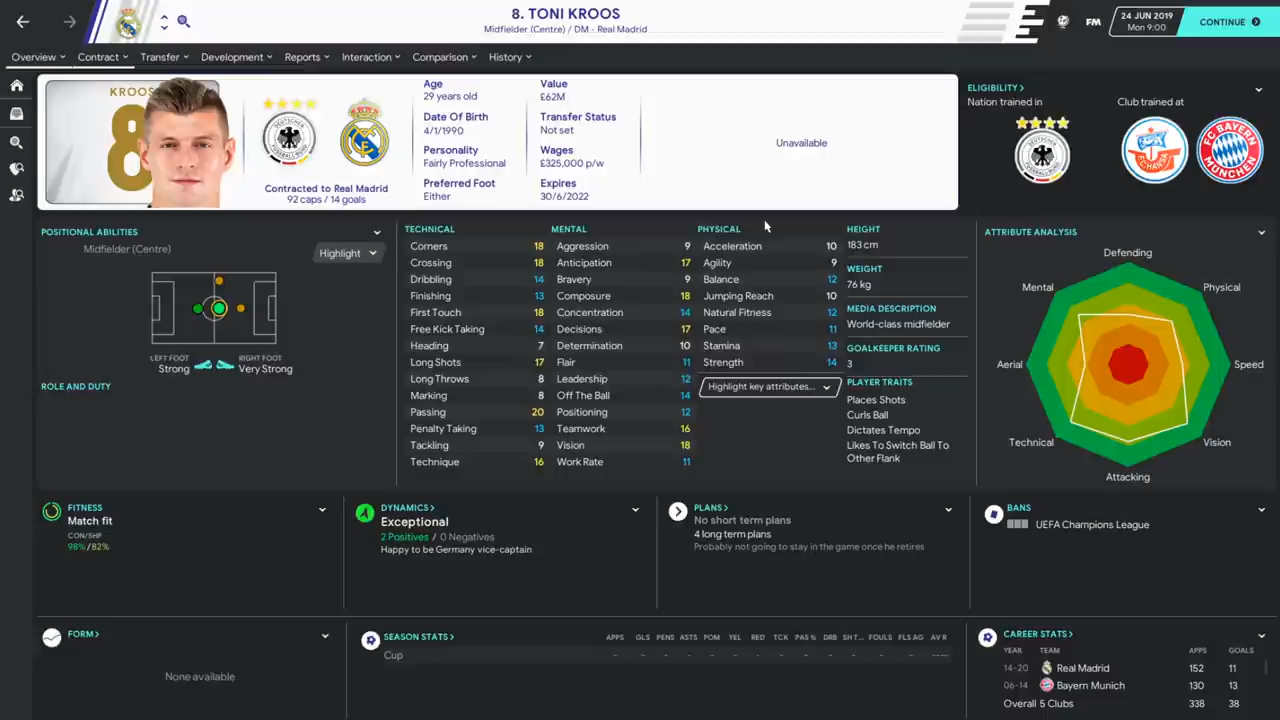 8. TONI KROOS
Midfielder (Centre) / DM - Real Madrid
FM
24 JUN 2019
Mon 9:00
CONTINUE
Overview
Contract
Transfer
Development
Reports
Interaction
Comparison
History
KROOS
8
Contracted to Real Madrid
92 caps / 14 goals
Age
29 years old
Date Of Birth
4/1/1990
Personality
Fairly Professional
Preferred Foot
Either
Value
£62M
Transfer Status
Not set
Wages
£325,000 p/w
Expires
30/6/2022
Unavailable
ELIGIBILITY >
Nation trained in
Club trained at
F.C. HANSA
FC BAYERN
MÜNCHEN
POSITIONAL ABILITIES
Midfielder (Centre)
Highlight
LEFT FOOT
Strong
RIGHT FOOT
Very Strong
ROLE AND DUTY
TECHNICAL
Corners 18
Crossing 18
Dribbling 14
Finishing 13
First Touch 18
Free Kick Taking 14
Heading 7
Long Shots 17
Long Throws 8
Marking 8
Passing 20
Penalty Taking 13
Tackling 9
Technique 16
MENTAL
Aggression 9
Anticipation 17
Bravery 9
Composure 18
Concentration 14
Decisions 17
Determination 10
Flair 11
Leadership 12
Off The Ball 14
Positioning 12
Teamwork 16
Vision 18
Work Rate 11
PHYSICAL
Acceleration 10
Agility 9
Balance 12
Jumping Reach 10
Natural Fitness 12
Pace 11
Stamina 13
Strength 14
Highlight key attributes...
HEIGHT
183 cm
WEIGHT
76 kg
MEDIA DESCRIPTION
World-class midfielder
GOALKEEPER RATING
3
PLAYER TRAITS
Places Shots
Curls Ball
Dictates Tempo
Likes To Switch Ball To
Other Flank
ATTRIBUTE ANALYSIS
Defending
Mental
Physical
Aerial
Speed
Technical
Vision
Attacking
FITNESS
Match fit
CON/SHP
98%/82%
DYNAMICS >
Exceptional
2 Positives / 0 Negatives
Happy to be Germany vice-captain
PLANS >
No short term plans
4 long term plans
Probably not going to stay in the game once he retires
BANS
UEFA Champions League
FORM >
None available
SEASON STATS >
APPS GLS PENS ASTS POM YEL RED TCK PAS % DRB SH T... FOULS FLS AG AV R
Cup - - - - - - - - - - - - - ----
CAREER STATS >
YEAR TEAM APPS GOALS
14-20 Real Madrid 152 11
06-14 Bayern Munich 130 13
Overall 5 Clubs 338 38